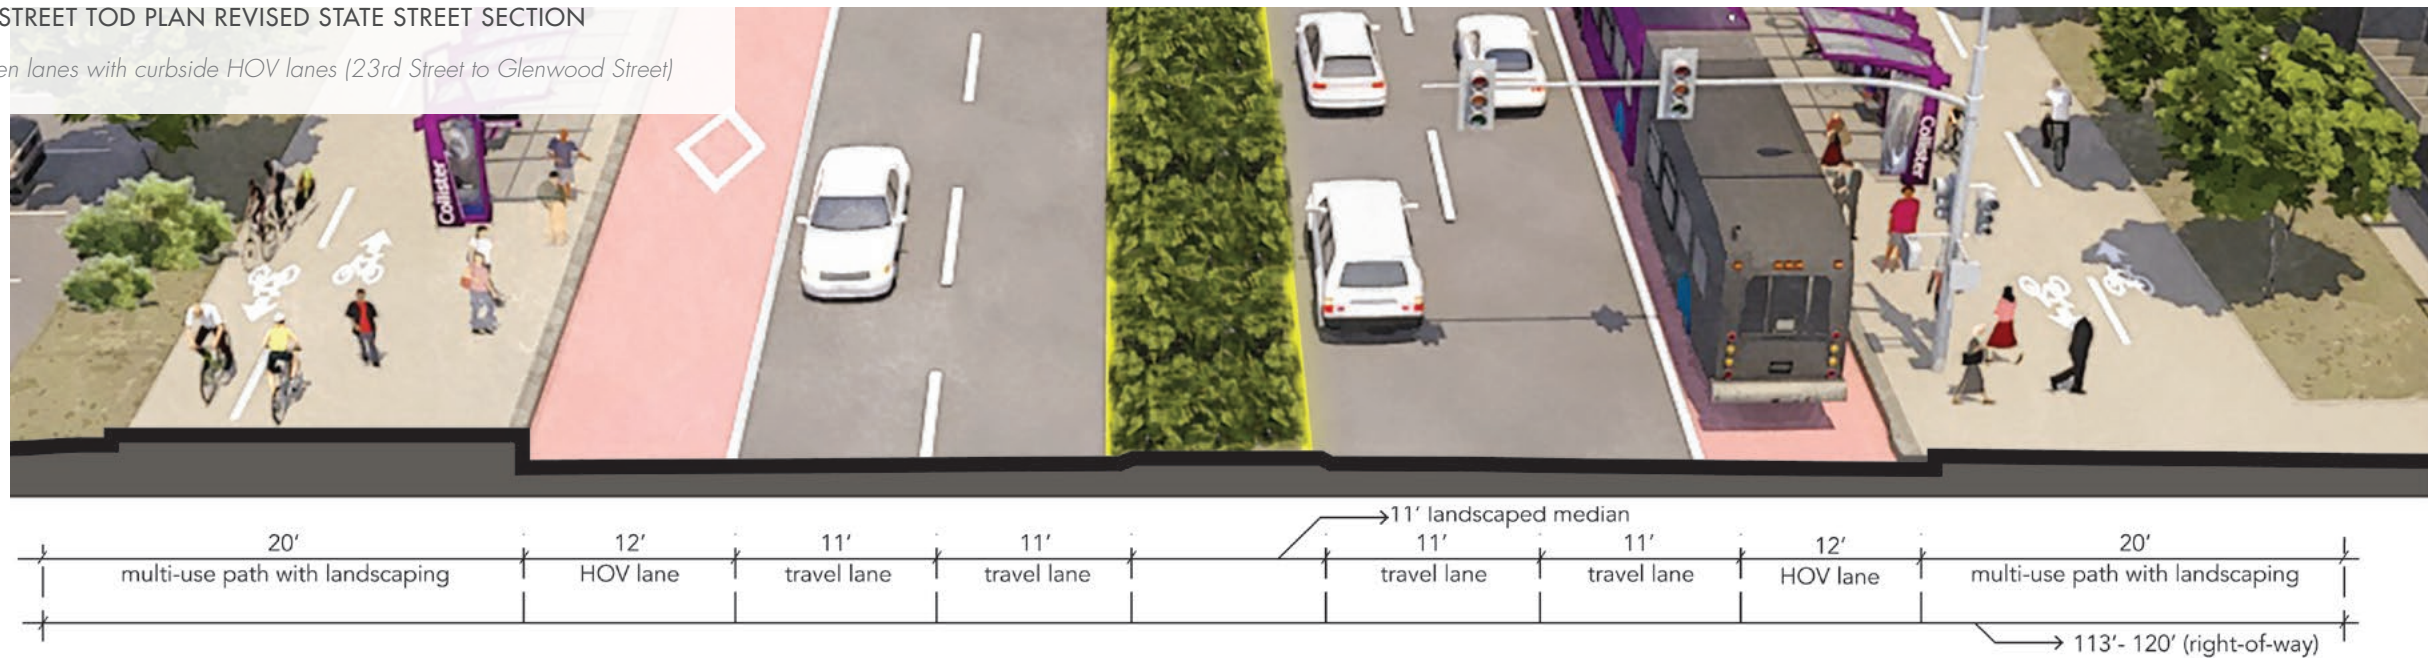 STREET TOD PLAN REVISED STATE STREET SECTION
en lanes with curbside HOV lanes (23rd Street to Glenwood Street)
Collister
Collister
11' landscaped median
20'
12'
11'
11'
11'
11'
12'
20'
multi-use path with landscaping
HOV lane
travel lane
travel lane
travel lane
travel lane
HOV lane
multi-use path with landscaping
113'- 120' (right-of-way)